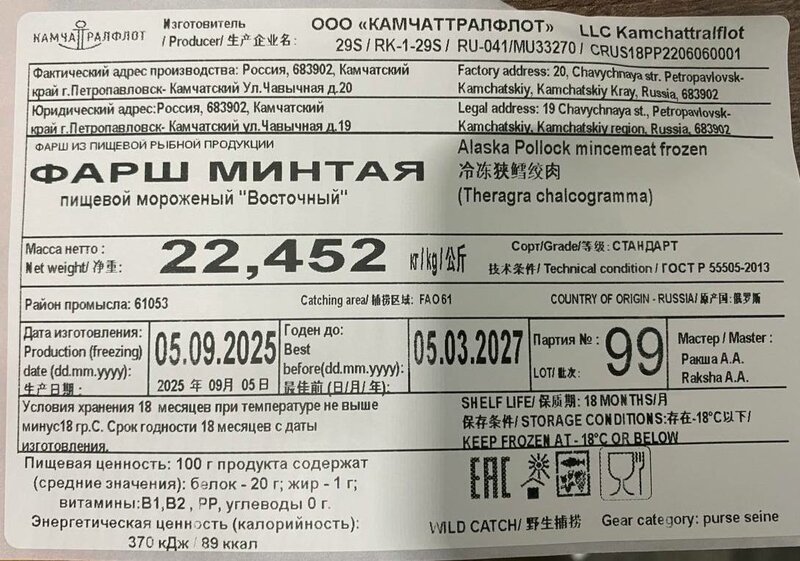 КАМЧАТТРАЛФЛОТ
Изготовитель
/ Producer/ 生产企业名:
ООО «КАМЧАТТРАЛФЛОТ» LLC Kamchattralflot
29S / RK-1-29S / RU-041/MU33270 / CRUS18PP2206060001
Фактический адрес производства: Россия, 683902, Камчатский
край г.Петропавловск- Камчатский Ул.Чавычная д.20
Factory address: 20, Chavychnaya str. Petropavlovsk-
Kamchatskiy, Kamchatskiy Kray, Russia, 683902
Юридический адрес:Россия, 683902, Камчатский
край г.Петропавловск- Камчатский ул.Чавычная д.19
Legal address: 19 Chavychnaya st., Petropavlovsk-
Kamchatskiy, Kamchatskiy region, Russia, 683902
ФАРШ ИЗ ПИЩЕВОЙ РЫБНОЙ ПРОДУКЦИИ
ФАРШ МИНТАЯ
пищевой мороженый "Восточный"
Alaska Pollock mincemeat frozen
冷冻狭鳕绞肉
(Theragra chalcogramma)
Масса нетто :
Net weight/ 净重:
22,452 кг/kg/公斤
Сорт/Grade/等级: СТАНДАРТ
技术条件/ Technical condition / ГОСТ Р 55505-2013
Район промысла: 61053
Catching area/ 捕捞区域: FAO 61
COUNTRY OF ORIGIN - RUSSIA/ 原产国:俄罗斯
Дата изготовления:
Production (freezing)
date (dd.mm.yyyy):
生产日期:
05.09.2025
2025 年 09月 05日
Годен до:
Best
before(dd.mm.yyyy):
最佳前 (日/月/ 年):
05.03.2027
Партия № :
LOT/ 批次:
99
Мастер / Master :
Ракша А.А.
Raksha A.A.
Условия хранения 18 месяцев при температуре не выше
минус18 гр.С. Срок годности 18 месяцев с даты
изготовления.
SHELF LIFE/ 保质期: 18 MONTHS/月
保存条件/ STORAGE CONDITIONS:存在-18°C以下/
KEEP FROZEN AT - 18°C OR BELOW
Пищевая ценность: 100 г продукта содержат
(средние значения): белок - 20 г; жир - 1 г;
витамины:В1,В2 , РР, углеводы 0 г.
Энергетическая ценность (калорийность):
370 кДж / 89 ккал
EAC
WILD CATCH/ 野生捕捞
Gear category: purse seine